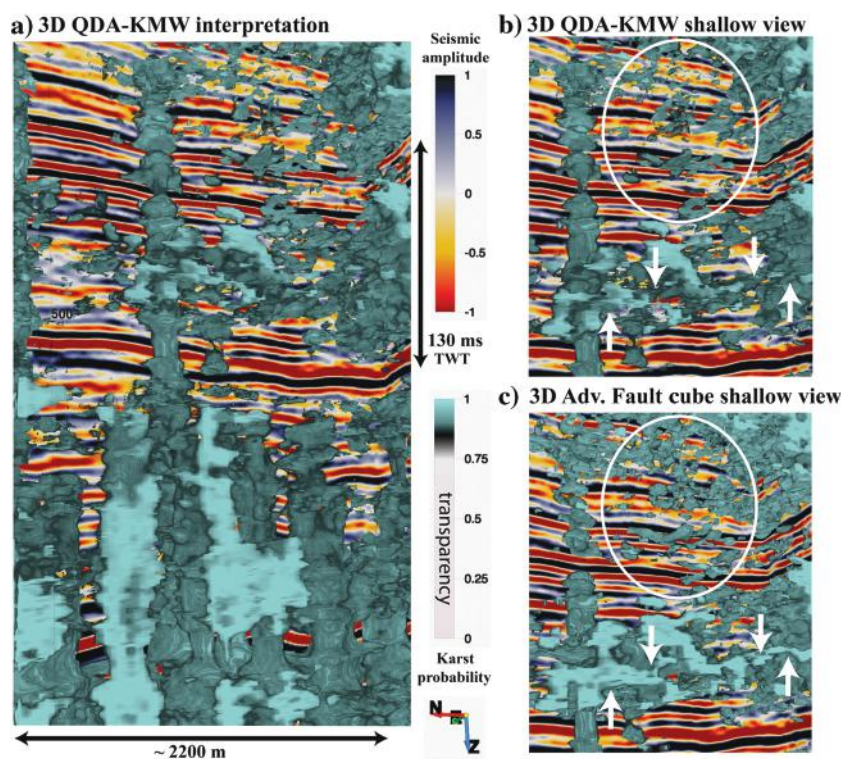 a) 3D QDA-KMW interpretation
Seismic
amplitude
1
0.5
0
-0.5
-1
130 ms
TWT
500
1
0.75
0.5
0.25
0
transparency
Karst
probability
N
Z
~ 2200 m
b) 3D QDA-KMW shallow view
c) 3D Adv. Fault cube shallow view